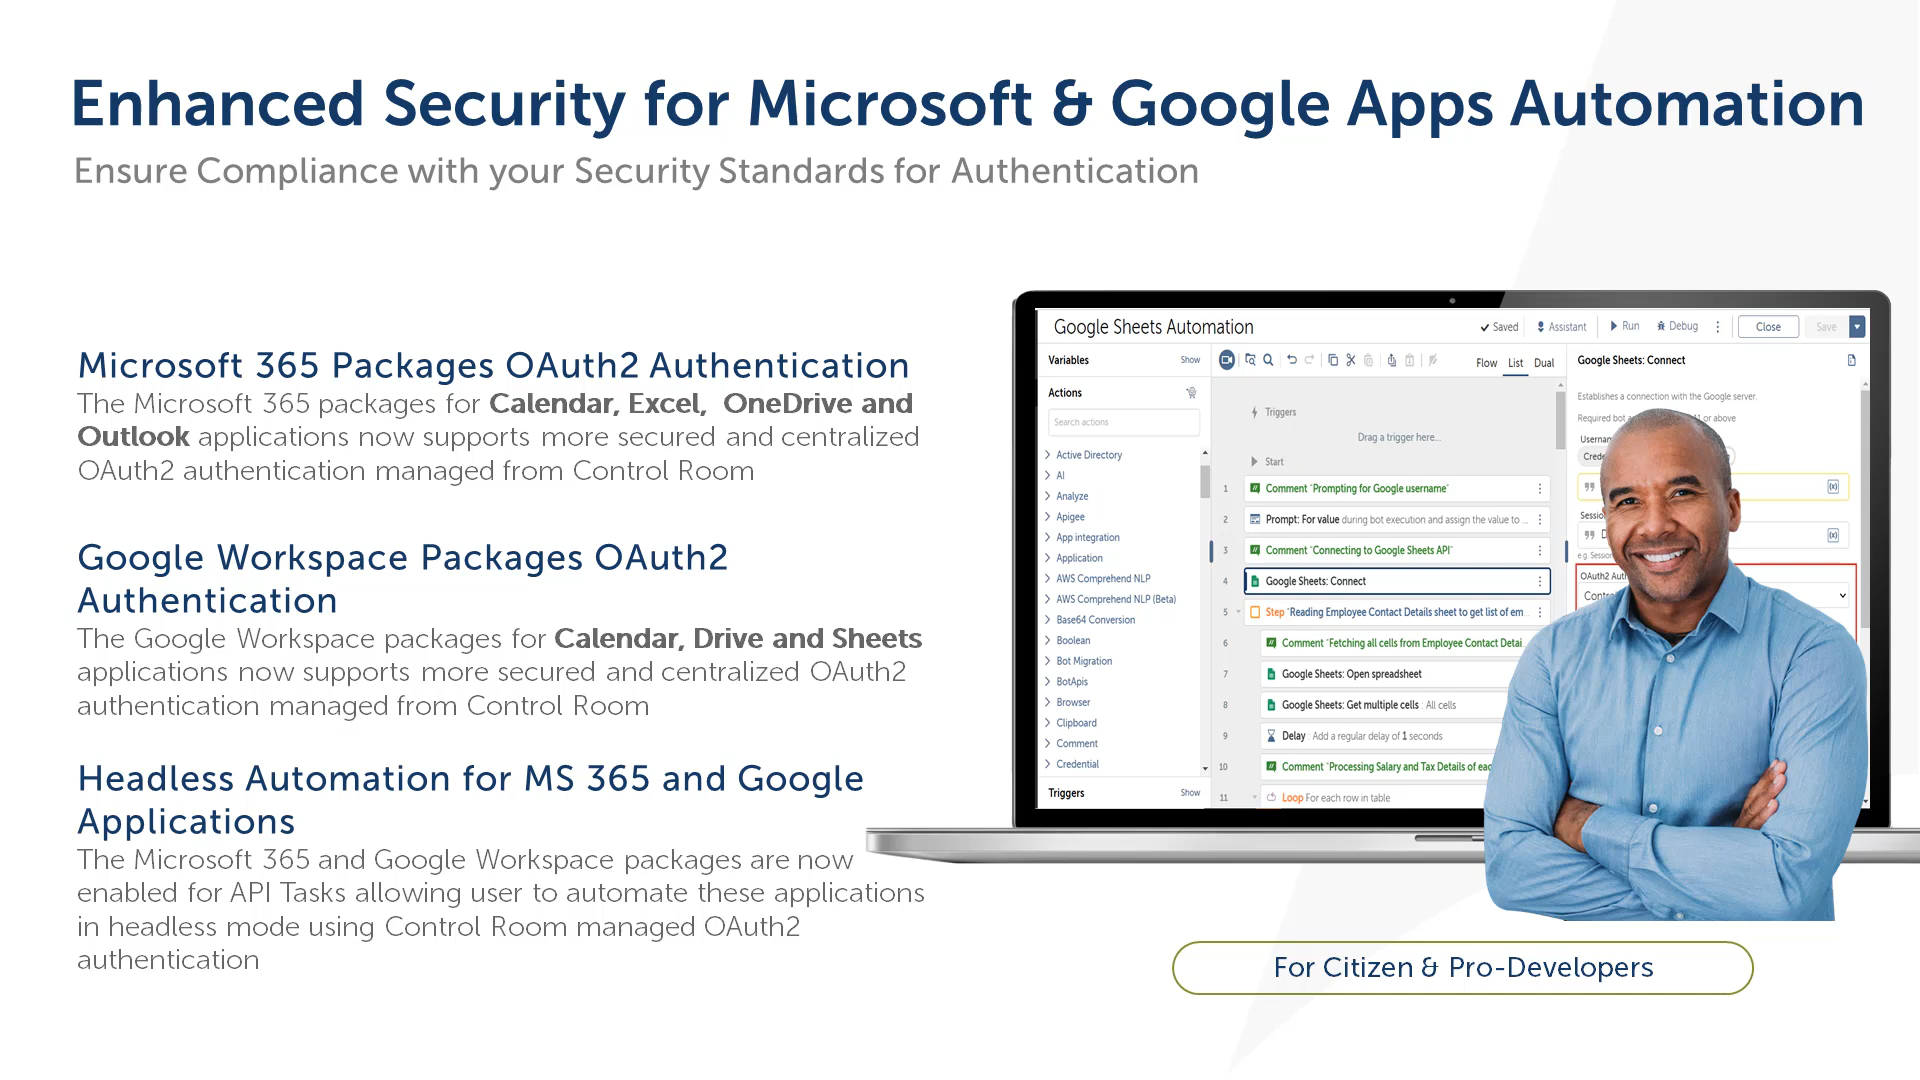 Enhanced Security for Microsoft & Google Apps Automation
Ensure Compliance with your Security Standards for Authentication
Microsoft 365 Packages OAuth2 Authentication
The Microsoft 365 packages for Calendar, Excel, OneDrive and
Outlook applications now supports more secured and centralized
OAuth2 authentication managed from Control Room
Google Workspace Packages OAuth2
Authentication
The Google Workspace packages for Calendar, Drive and Sheets
applications now supports more secured and centralized OAuth2
authentication managed from Control Room
Headless Automation for MS 365 and Google
Applications
The Microsoft 365 and Google Workspace packages are now
enabled for API Tasks allowing user to automate these applications
in headless mode using Control Room managed OAuth2
authentication
Google Sheets Automation
Saved Assistant Run Debug Close Save
Variables Show
Actions
Search actions
Active Directory
AI
Analyze
Apigee
App integration
Application
AWS Comprehend NLP
AWS Comprehend NLP (Beta)
Base64 Conversion
Boolean
Bot Migration
BotApis
Browser
Clipboard
Comment
Credential
Triggers Show
Flow List Dual
Triggers
Drag a trigger here...
Start
1 Comment "Prompting for Google username"
2 Prompt: For value during bot execution and assign the value to ...
3 Comment "Connecting to Google Sheets API"
4 Google Sheets: Connect
5 Step "Reading Employee Contact Details sheet to get list of em
6 Comment "Fetching all cells from Employee Contact Detai
7 Google Sheets: Open spreadsheet
8 Google Sheets: Get multiple cells : All cells
9 Delay : Add a regular delay of 1 seconds
10 Comment "Processing Salary and Tax Details of eac
11 Loop For each row in table
Google Sheets: Connect
Establishes a connection with the Google server.
Required bot a 1 or above
Usernam
Crede
(x)
Sessio
D (x)
e.g. Session
OAuth2 Aut
Contro
For Citizen & Pro-Developers